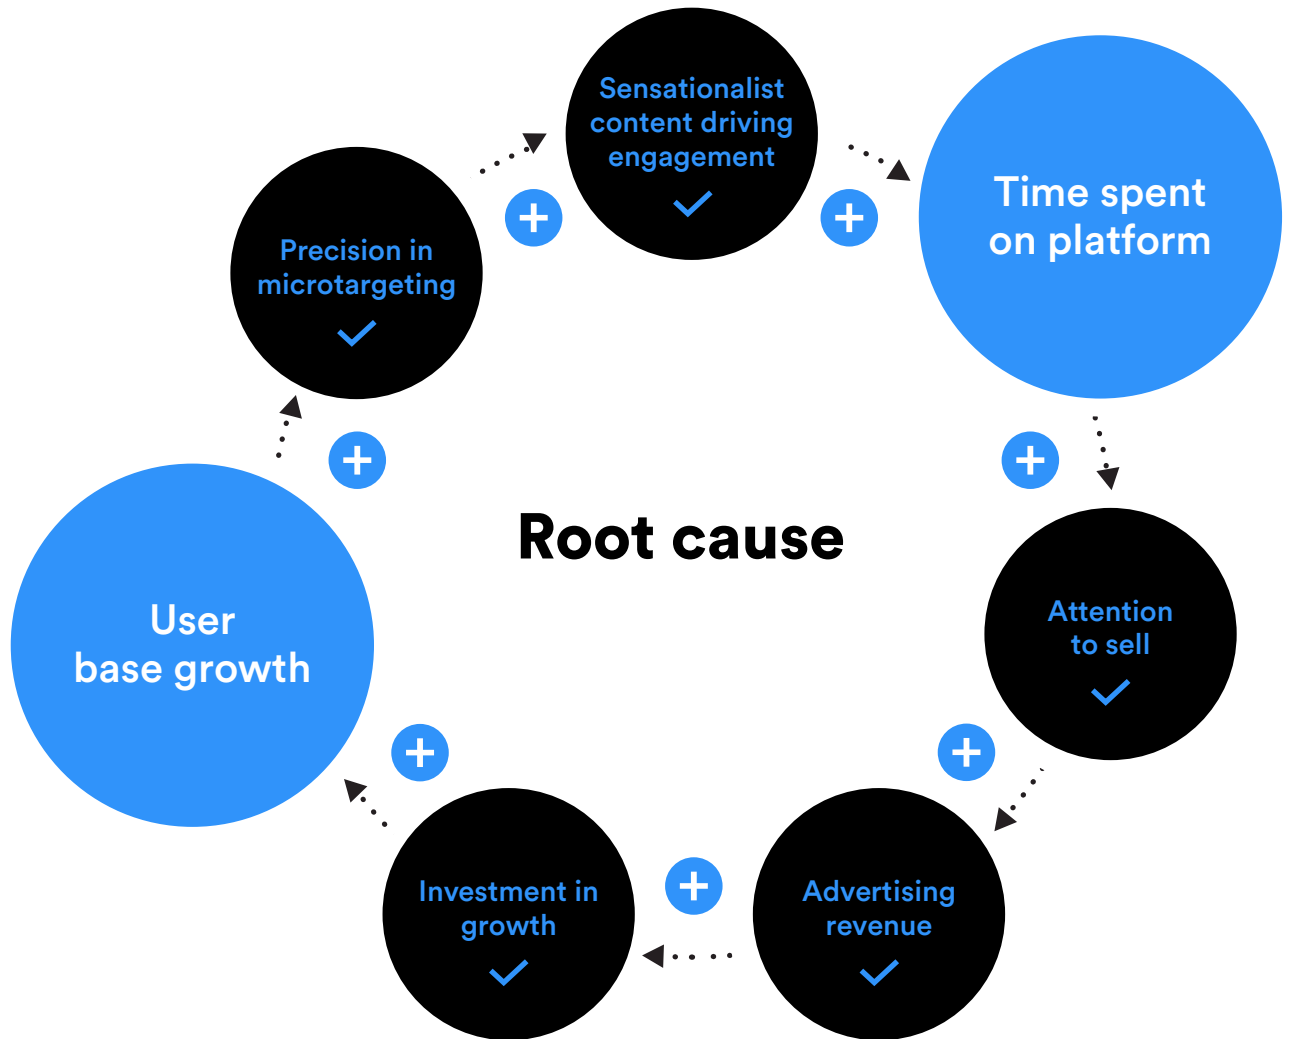 Sensationalist
content driving
engagement
Time spent
on platform
Precision in
microtargeting
+
+
+
+
Root cause
User
base growth
Attention
to sell
+
+
+
Investment in
growth
Advertising
revenue